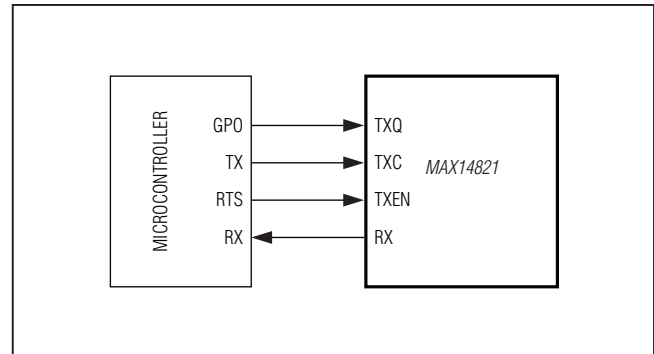 MICROCONTROLLER
GPO
TXQ
TX
TXC
MAX14821
RTS
TXEN
RX
RX